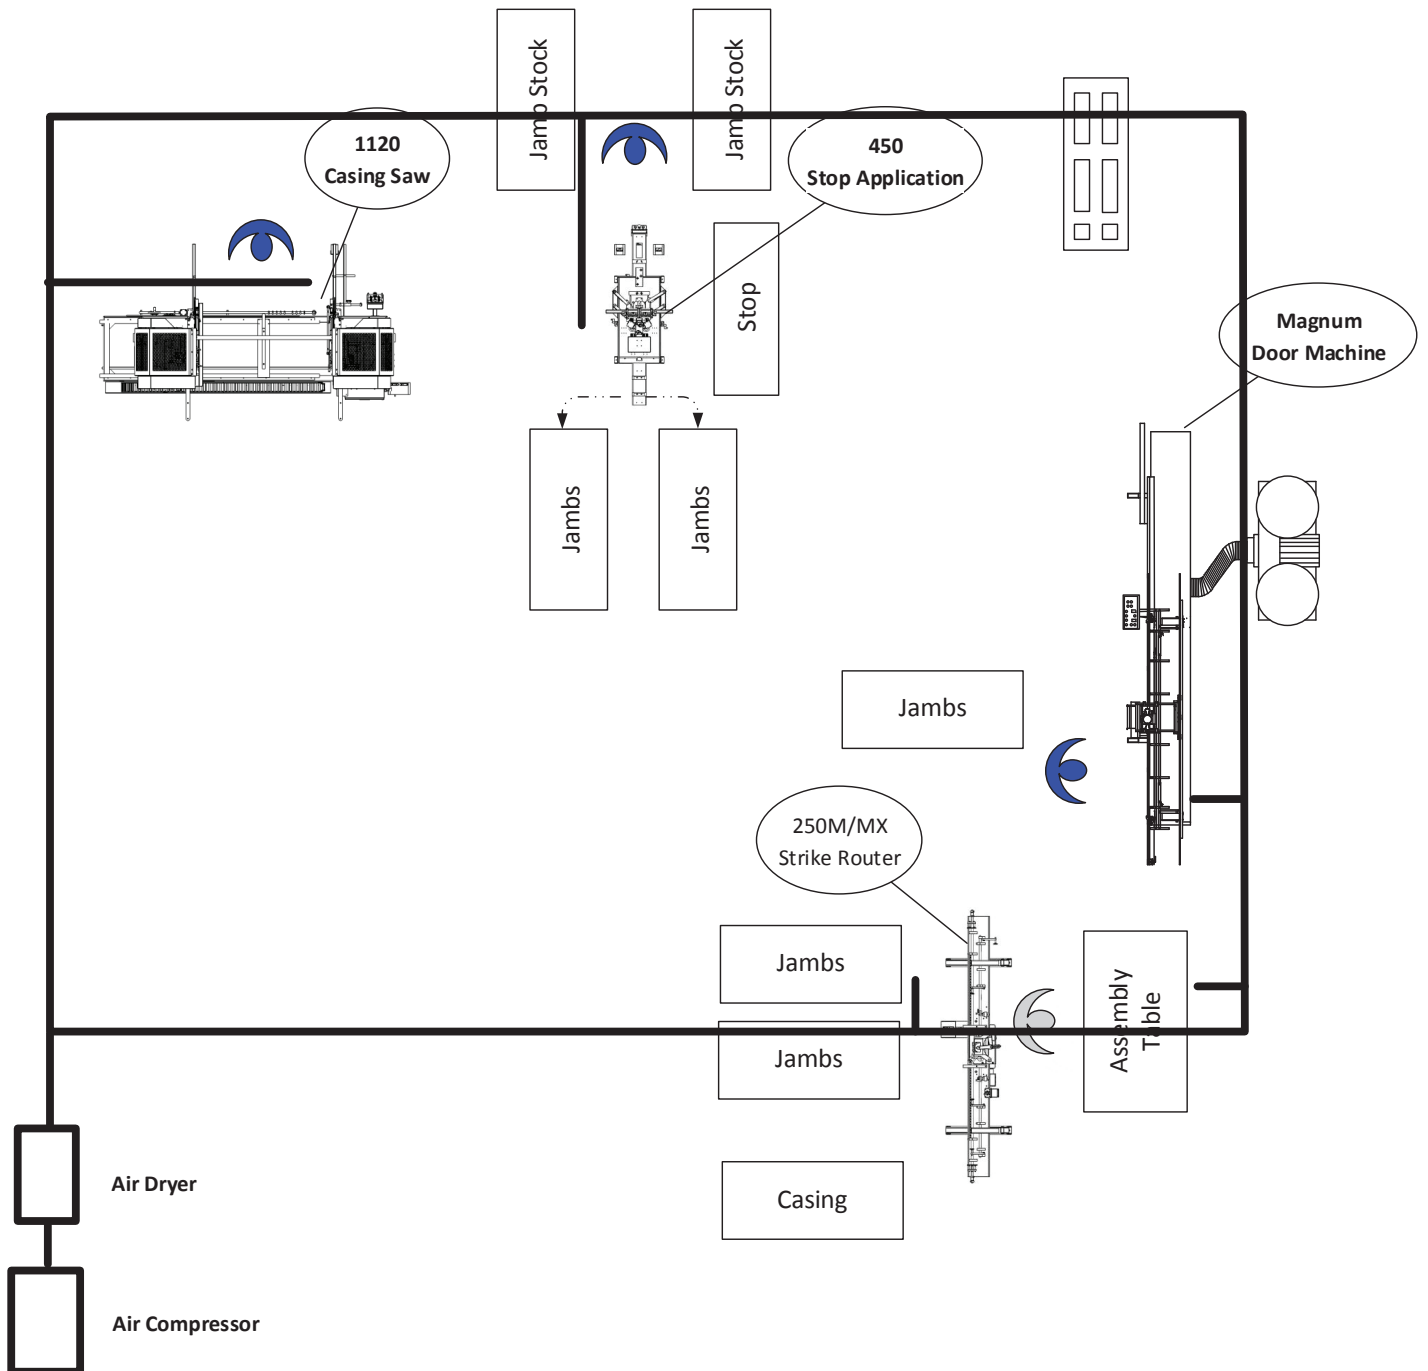 Jamb Stock
Jamb Stock
1120
Casing Saw
450
Stop Application
Stop
Magnum
Door Machine
Jambs
Jambs
Jambs
250M/MX
Strike Router
Jambs
Jambs
Assembly
Table
Casing
Air Dryer
Air Compressor